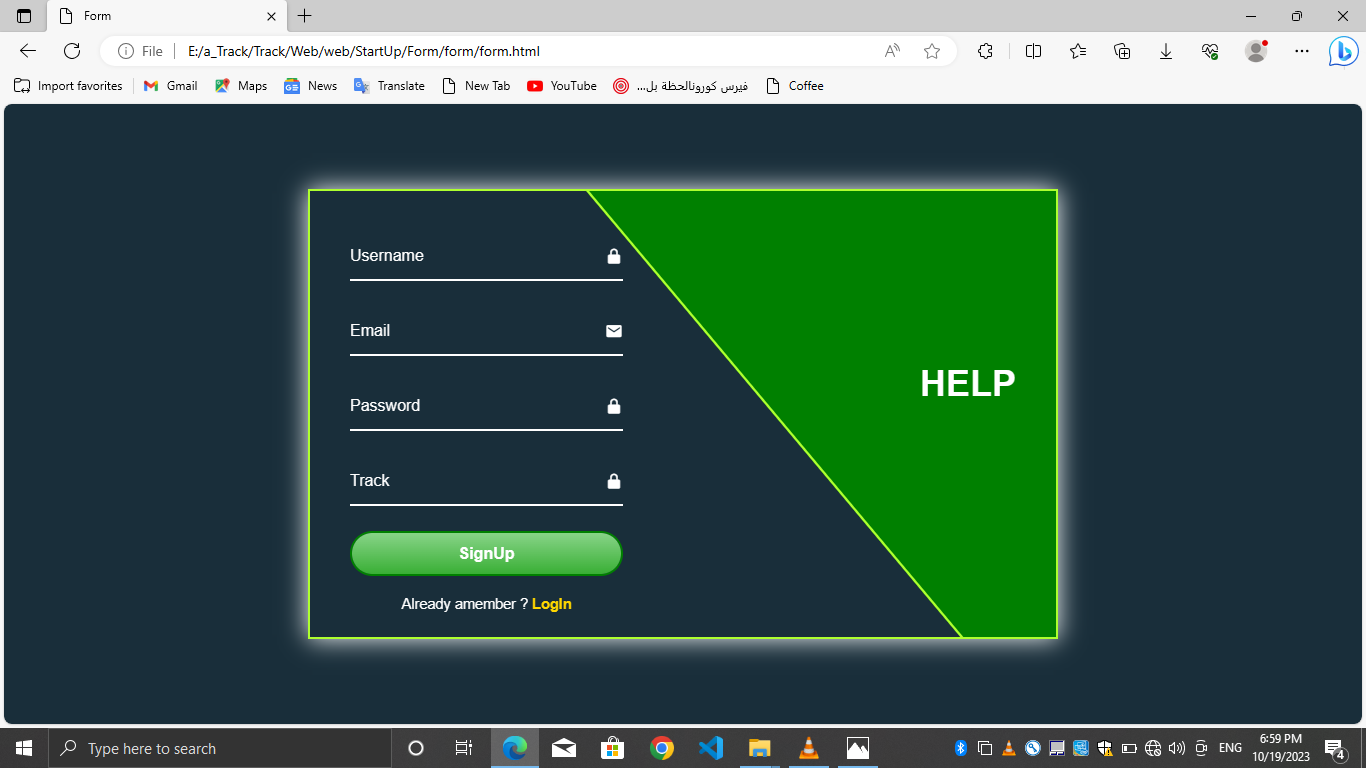 Form
File
E:/a_Track/Track/Web/web/StartUp/Form/form/form.html
Import favorites
Gmail
Maps
News
Translate
New Tab
YouTube
فيرس كورونالحظة بل...
Coffee
Username
Email
Password
Track
SignUp
Already amember ? LogIn
HELP
Type here to search
ENG
6:59 PM
10/19/2023
4